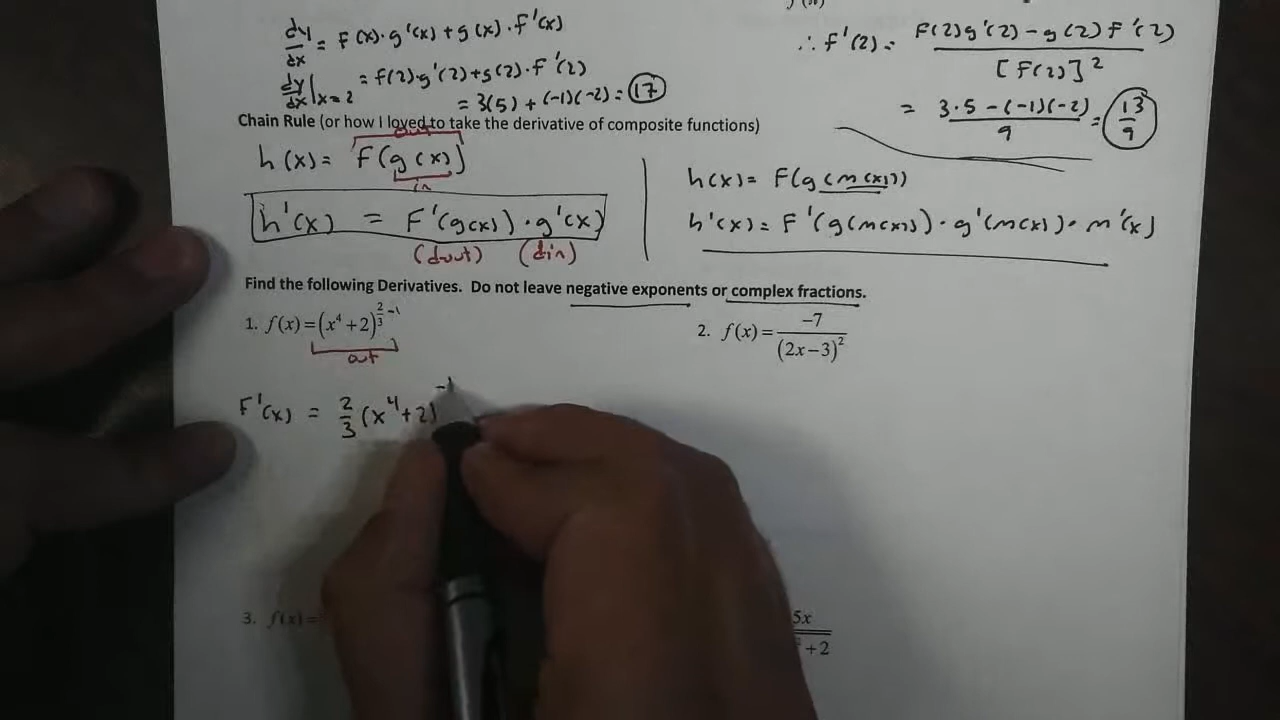 dy/dx = F(x)·g'(x) + g(x)·F'(x)
dy/dx|x=2 = f(2)·g'(2) + g(2)·F'(2)
= 3(5) + (-1)(-2) = 17
∴ f'(2) = F(2)g'(2) - g(2)F'(2) / [F(2)]²
= 3·5 - (-1)(-2) / 9 = 13/9
Chain Rule (or how I loved to take the derivative of composite functions)
out
h(x) = F(g(x))
in
h'(x) = F'(g(x))·g'(x)
(dout) (din)
h(x) = F(g(m(x)))
h'(x) = F'(g(m(x)))·g'(m(x))·m'(x)
Find the following Derivatives. Do not leave negative exponents or complex fractions.
1. f(x) = (x⁴+2)^(2/3) -1
out
2. f(x) = -7/(2x-3)²
F'(x) = 2/3 (x⁴+2)^-1
3. f(x)=
5x
+2